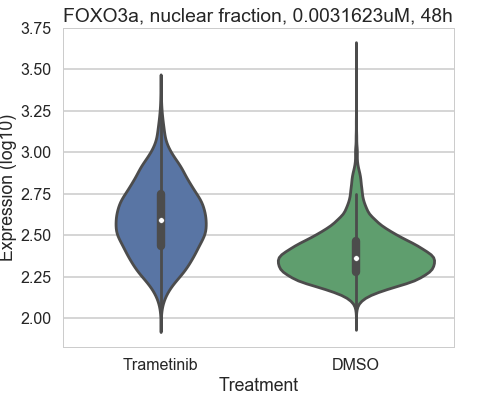 FOXO3a, nuclear fraction, 0.0031623uM, 48h
3.75
3.50
3.25
3.00
2.75
2.50
2.25
2.00
Expression (log10)
Trametinib DMSO
Treatment